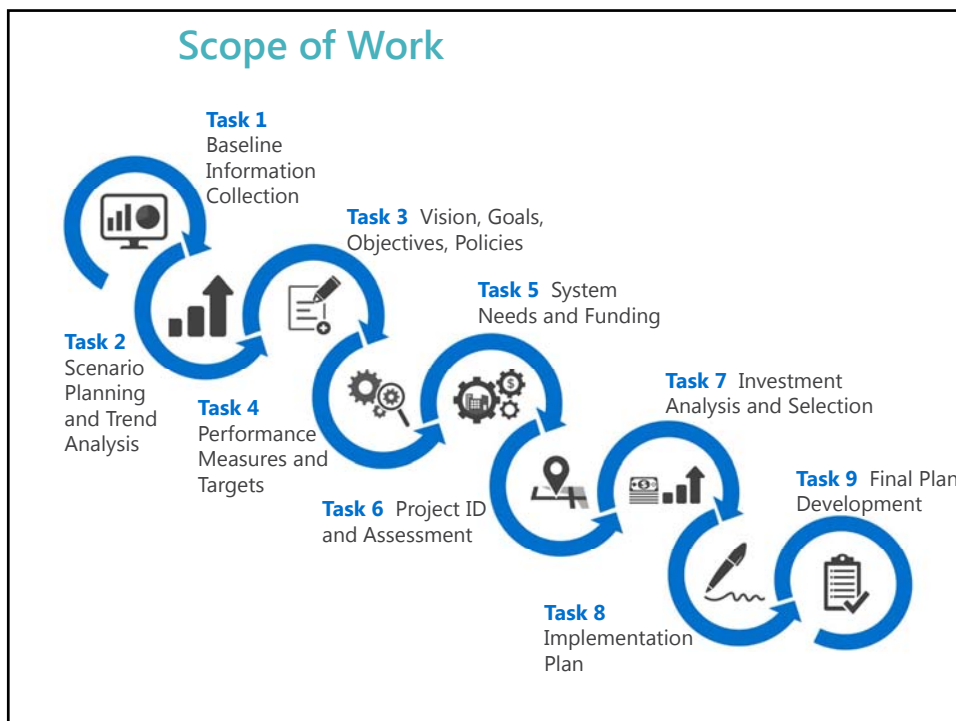 Scope of Work
Task 1
Baseline
Information
Collection
Task 2
Scenario
Planning
and Trend
Analysis
Task 3 Vision, Goals,
Objectives, Policies
Task 4
Performance
Measures and
Targets
Task 5 System
Needs and Funding
Task 6 Project ID
and Assessment
Task 7 Investment
Analysis and Selection
Task 8
Implementation
Plan
Task 9 Final Plan
Development